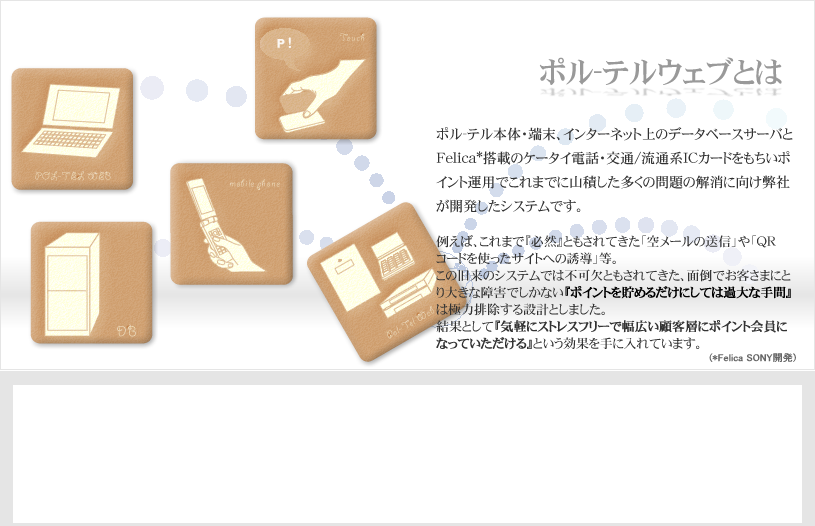 P!
Touch
ポル-テルウェブとは
POL-TEL WEB
mobile phone
DB
Pol-Tel Web
ポル-テル本体・端末、インターネット上のデータベースサーバと
Felica*搭載のケータイ電話・交通/流通系ICカードをもちいポ
イント運用でこれまでに山積した多くの問題の解消に向け弊社
が開発したシステムです。
例えば、これまで『必然』ともされてきた「空メールの送信」や「QR
コードを使ったサイトへの誘導」等。
この旧来のシステムでは不可欠ともされてきた、面倒でお客さまにと
り大きな障害でしかない『ポイントを貯めるだけにしては過大な手間』
は極力排除する設計としました。
結果として『気軽にストレスフリーで幅広い顧客層にポイント会員に
なっていただける』という効果を手に入れています。
(*Felica SONY開発)